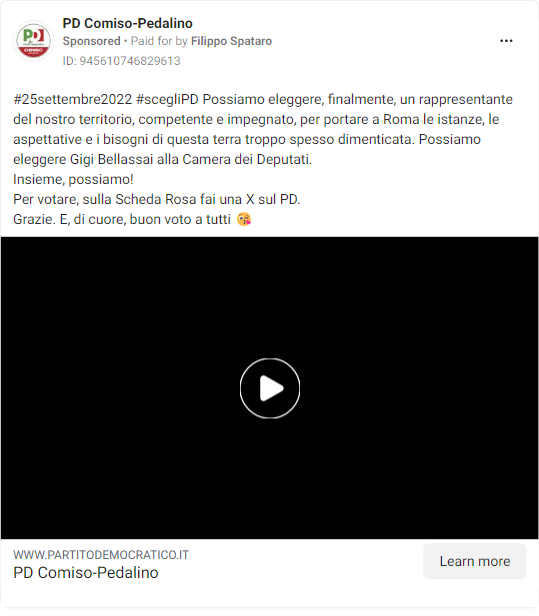 PD Comiso-Pedalino
Sponsored • Paid for by Filippo Spataro
ID: 945610746829613
#25settembre2022 #scegliPD Possiamo eleggere, finalmente, un rappresentante
del nostro territorio, competente e impegnato, per portare a Roma le istanze, le
aspettative e i bisogni di questa terra troppo spesso dimenticata. Possiamo
eleggere Gigi Bellassai alla Camera dei Deputati.
Insieme, possiamo!
Per votare, sulla Scheda Rosa fai una X sul PD.
Grazie. E, di cuore, buon voto a tutti 😘
WWW.PARTITODEMOCRATICO.IT
PD Comiso-Pedalino
Learn more